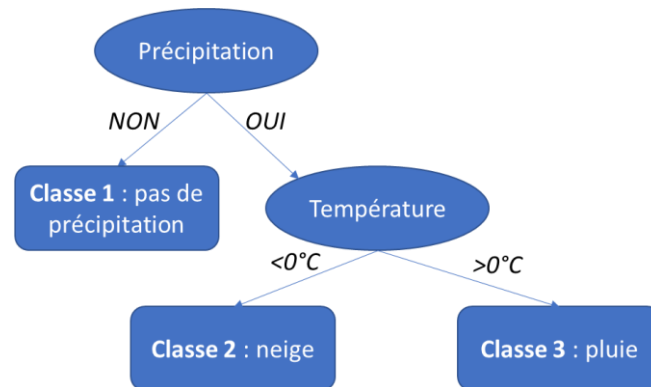 Précipitation
NON
OUI
Classe 1 : pas de
précipitation
Température
<0°C
>0°C
Classe 2 : neige
Classe 3 : pluie